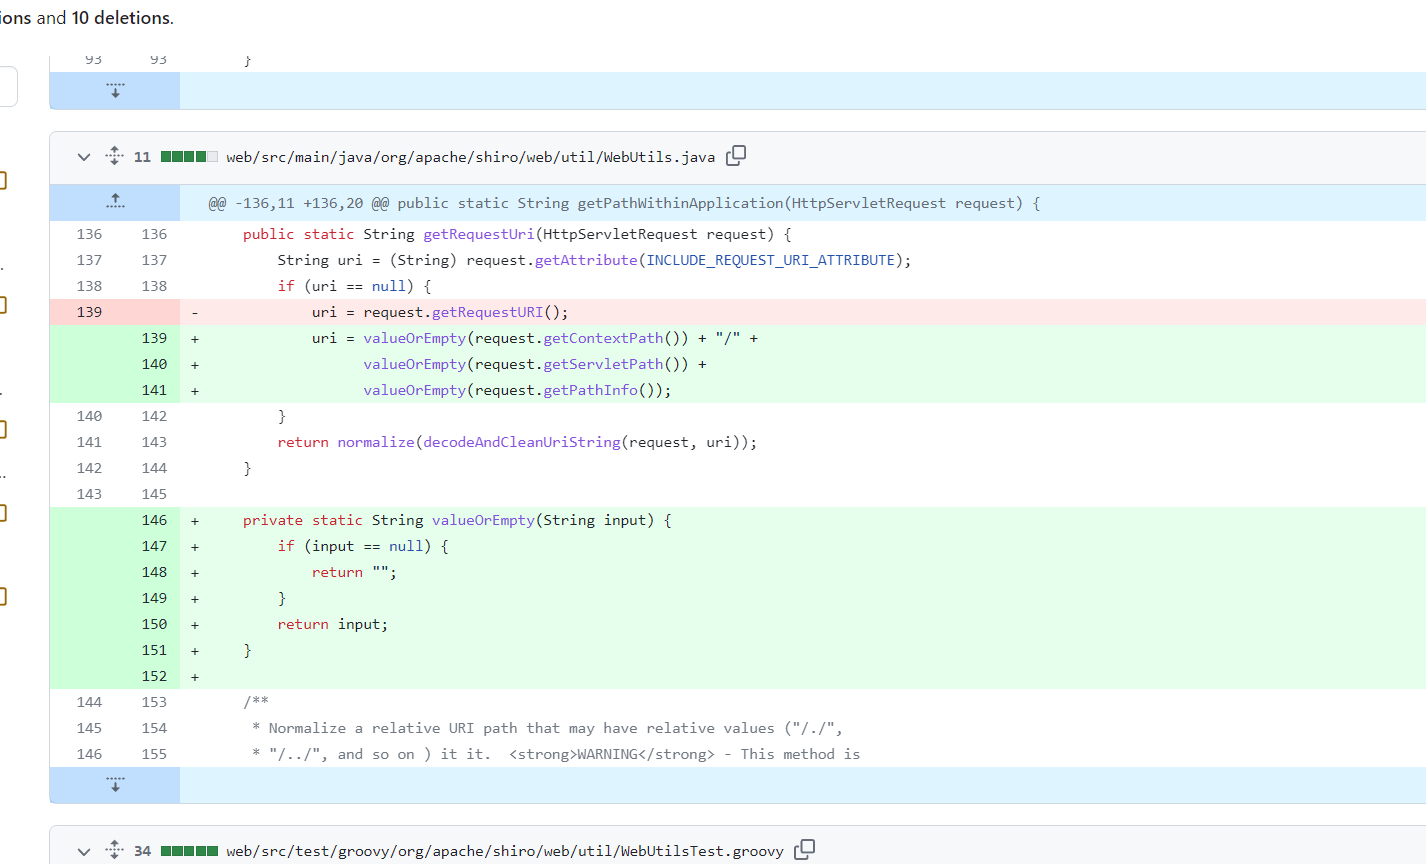 ions and 10 deletions.
93 93 }
11 web/src/main/java/org/apache/shiro/web/util/WebUtils.java
@@ -136,11 +136,20 @@ public static String getPathWithinApplication(HttpServletRequest request) {
136 136 public static String getRequestUri(HttpServletRequest request) {
137 137 String uri = (String) request.getAttribute(INCLUDE_REQUEST_URI_ATTRIBUTE);
138 138 if (uri == null) {
139 - uri = request.getRequestURI();
139 + uri = valueOrEmpty(request.getContextPath()) + "/" +
140 + valueOrEmpty(request.getServletPath()) +
141 + valueOrEmpty(request.getPathInfo());
140 142 }
141 143 return normalize(decodeAndCleanUriString(request, uri));
142 144 }
143 145
146 + private static String valueOrEmpty(String input) {
147 + if (input == null) {
148 + return "";
149 + }
150 + return input;
151 + }
152 +
144 153 /**
145 154 * Normalize a relative URI path that may have relative values ("/./",
146 155 * "/../", and so on ) it it. <strong>WARNING</strong> - This method is
34 web/src/test/groovy/org/apache/shiro/web/util/WebUtilsTest.groovy